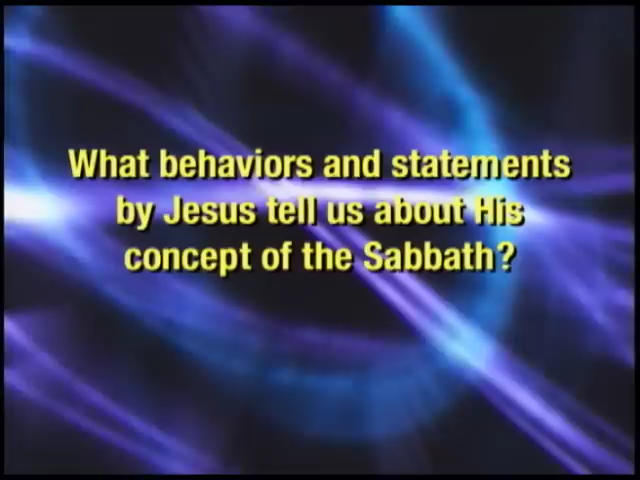 What behaviors and statements
by Jesus tell us about His
concept of the Sabbath?